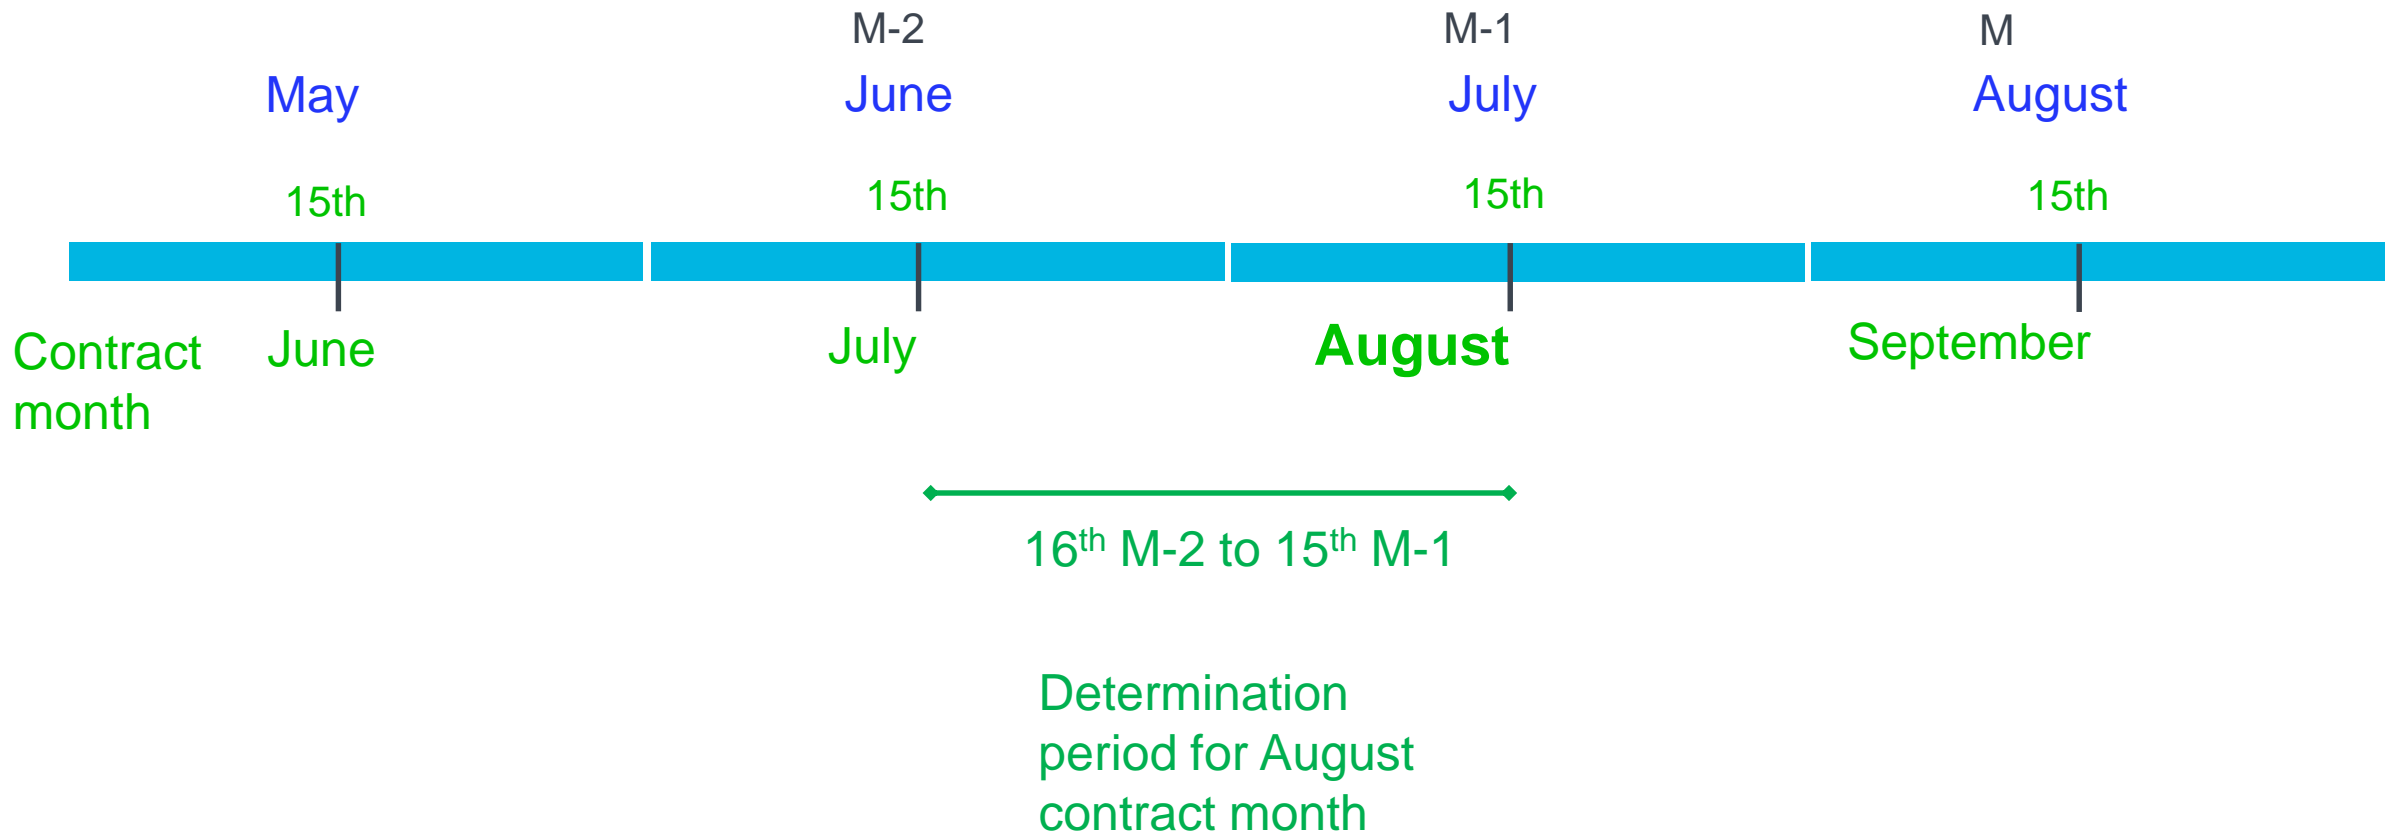 M-2 M-1 M
May June July August
15th 15th 15th 15th
Contract
month
June July August September
16th M-2 to 15th M-1
Determination
period for August
contract month